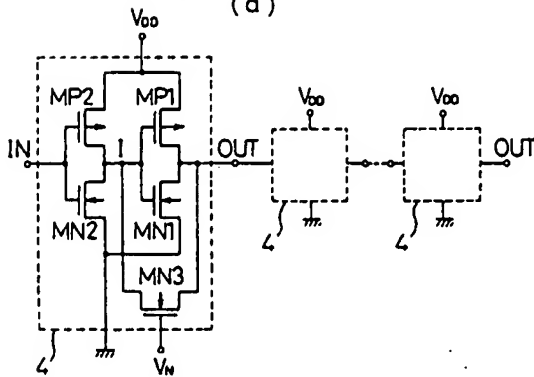 (a)
VDD
MP2 MP1
VDD VDD
IN I OUT OUT
MN2 MN1
4 4
MN3
4
VN